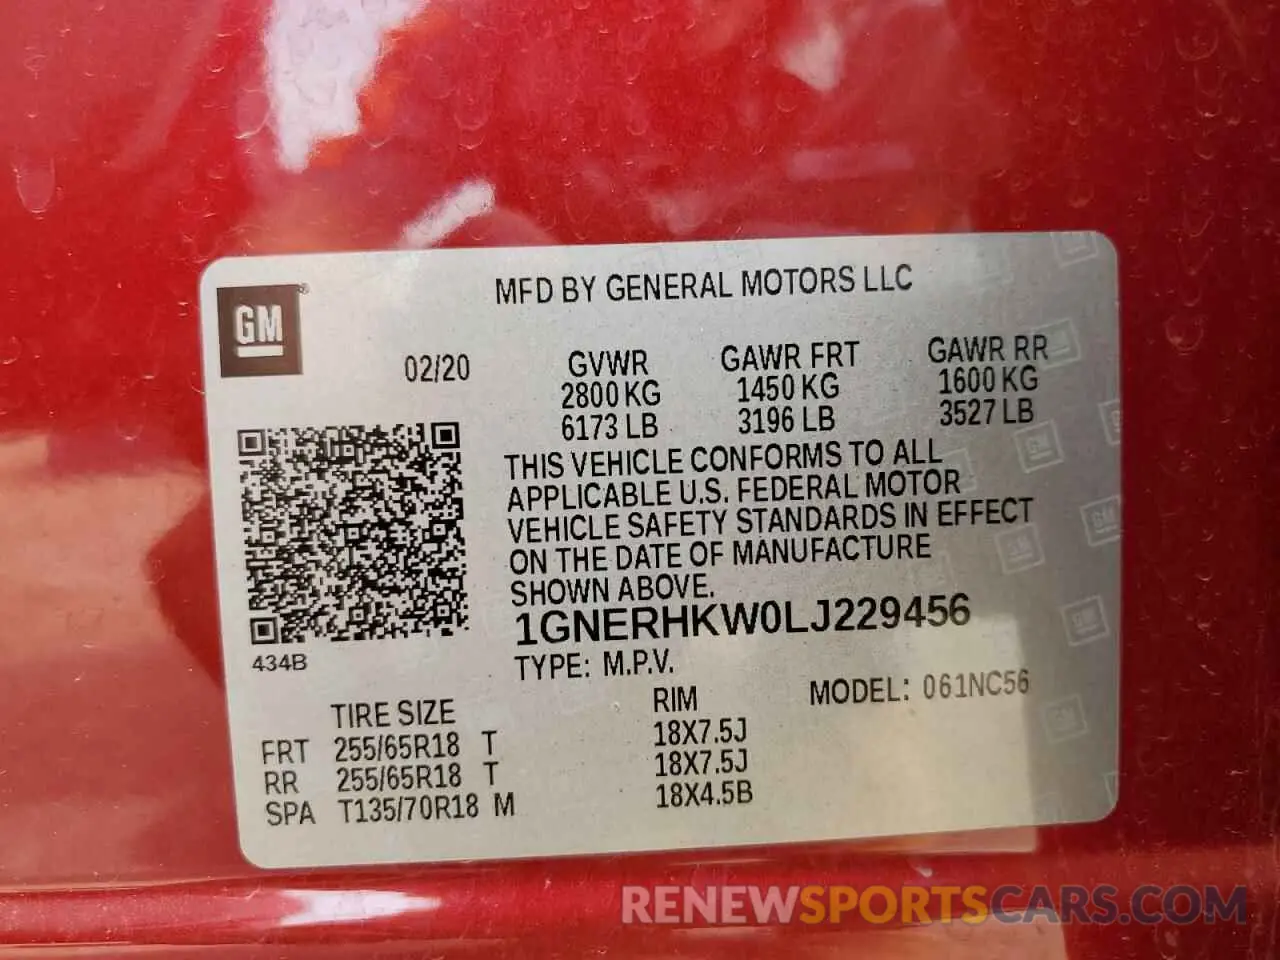 MFD BY GENERAL MOTORS LLC
GM®
02/20
GVWR GAWR FRT GAWR RR
2800 KG 1450 KG 1600 KG
6173 LB 3196 LB 3527 LB
THIS VEHICLE CONFORMS TO ALL
APPLICABLE U.S. FEDERAL MOTOR
VEHICLE SAFETY STANDARDS IN EFFECT
ON THE DATE OF MANUFACTURE
SHOWN ABOVE.
1GNERHKW0LJ229456
434B
TYPE: M.P.V.
MODEL: 061NC56
TIRE SIZE RIM
FRT 255/65R18 T 18X7.5J
RR 255/65R18 T 18X7.5J
SPA T135/70R18 M 18X4.5B
RENEWSPORTSCARS.COM